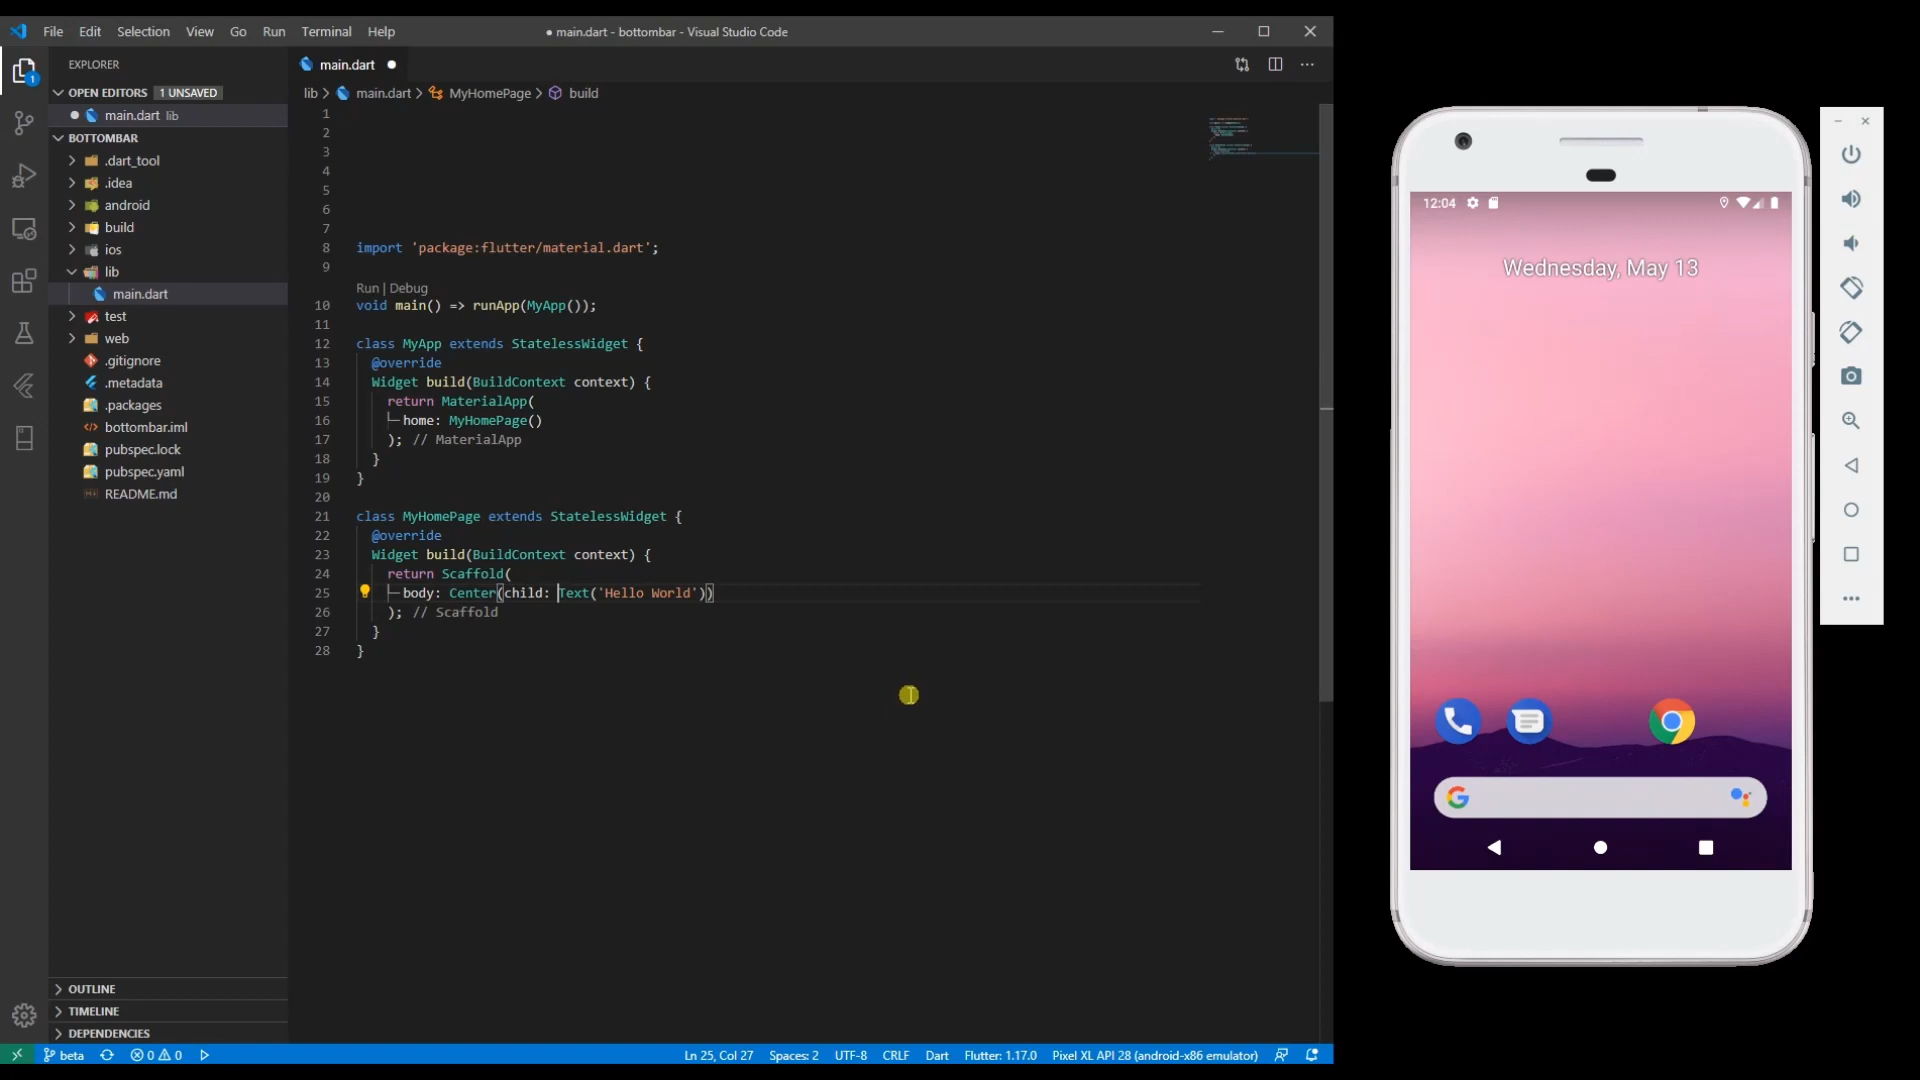 File Edit Selection View Go Run Terminal Help
● main.dart - bottombar - Visual Studio Code
EXPLORER
OPEN EDITORS 1 UNSAVED
main.dart lib
BOTTOMBAR
.dart_tool
.idea
android
build
ios
lib
main.dart
test
web
.gitignore
.metadata
.packages
bottombar.iml
pubspec.lock
pubspec.yaml
README.md
OUTLINE
TIMELINE
DEPENDENCIES
1
main.dart
lib > main.dart > MyHomePage > build
1
2
3
4
5
6
7
8 import 'package:flutter/material.dart';
9
Run | Debug
10 void main() => runApp(MyApp());
11
12 class MyApp extends StatelessWidget {
13 @override
14 Widget build(BuildContext context) {
15 return MaterialApp(
16 home: MyHomePage()
17 ); // MaterialApp
18 }
19 }
20
21 class MyHomePage extends StatelessWidget {
22 @override
23 Widget build(BuildContext context) {
24 return Scaffold(
25 body: Center(child: Text('Hello World'))
26 ); // Scaffold
27 }
28 }
beta 0 0 Ln 25, Col 27 Spaces: 2 UTF-8 CRLF Dart Flutter: 1.17.0 Pixel XL API 28 (android-x86 emulator)
12:04
Wednesday, May 13